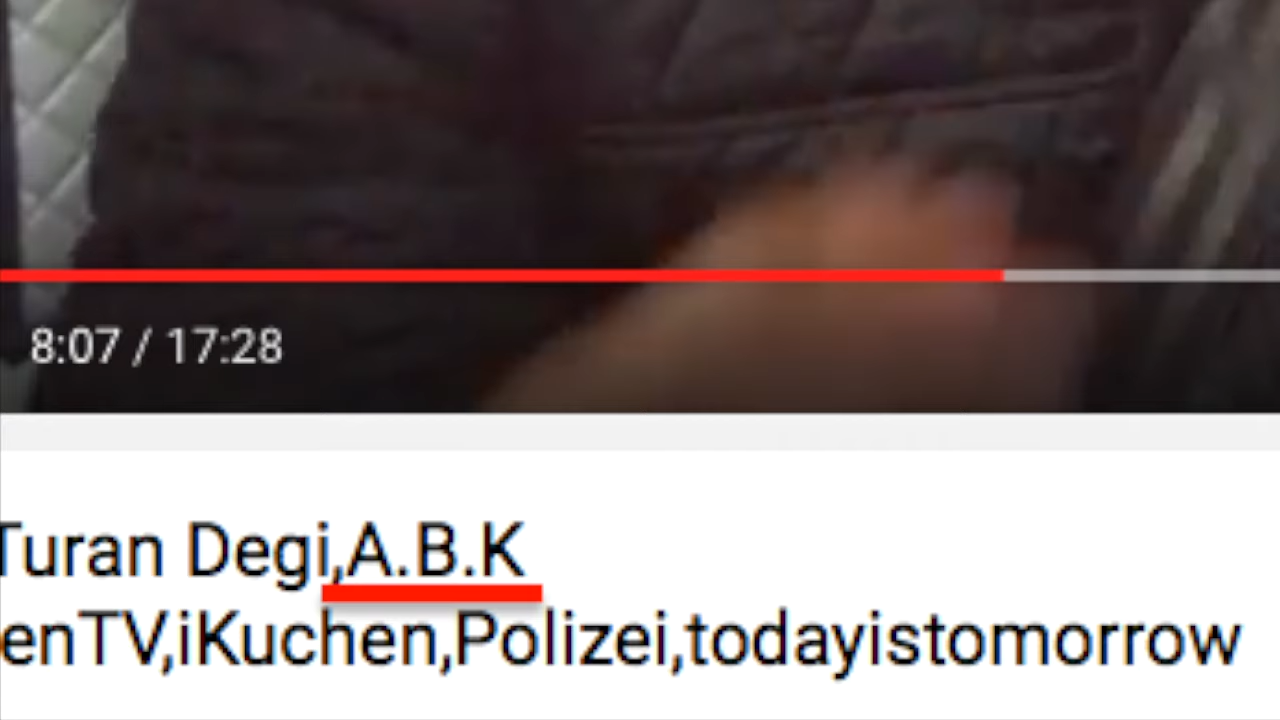 8:07 / 17:28
Turan Degi,A.B.K
enTV,iKuchen,Polizei,todayistomorrow